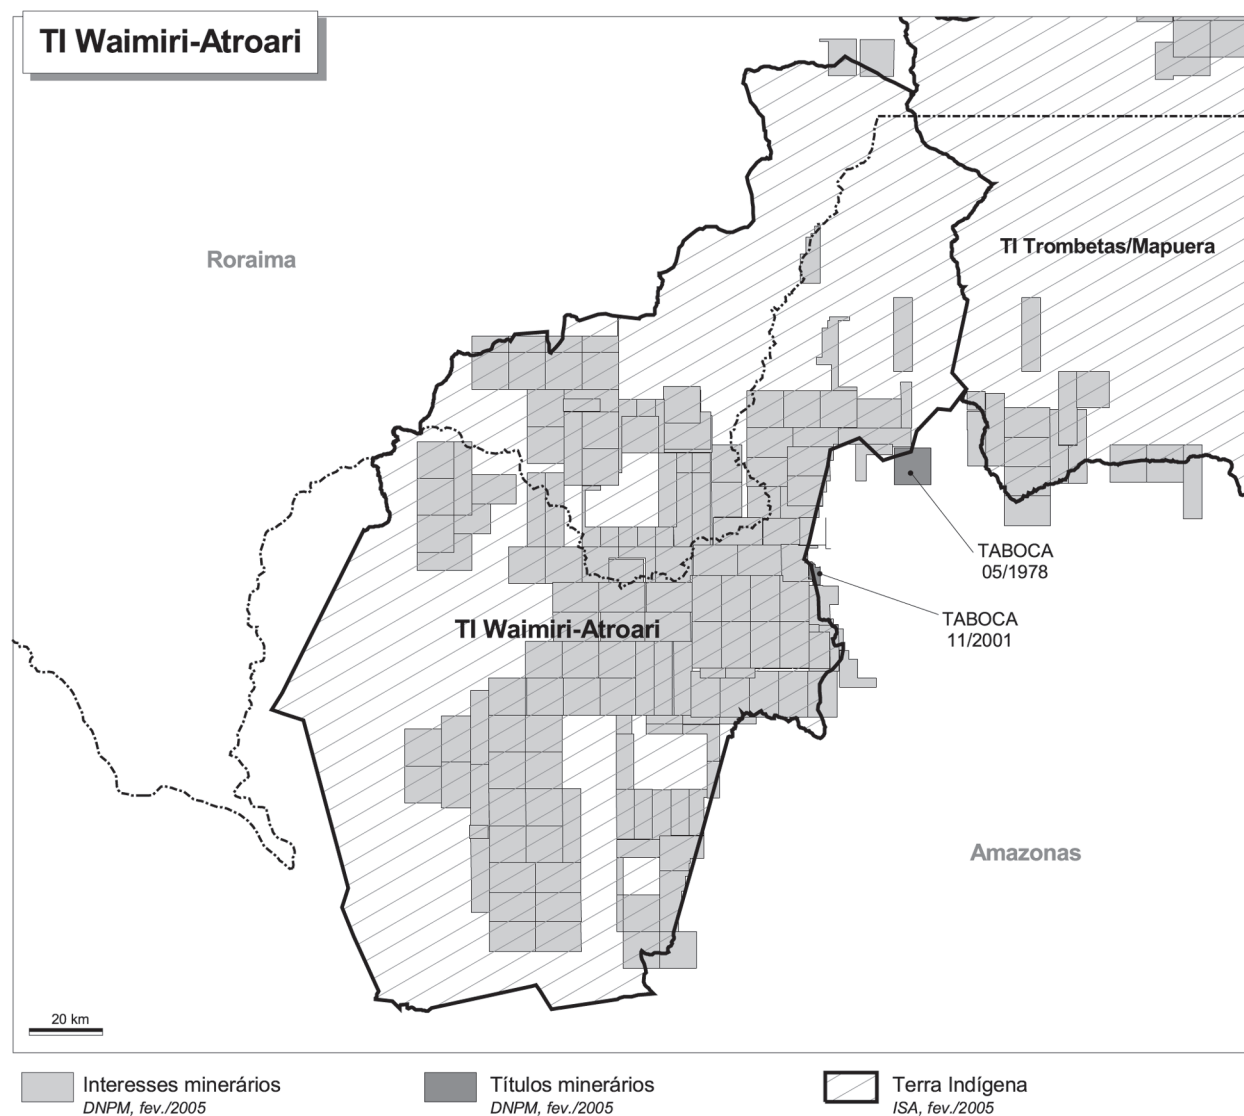 TI Waimiri-Atroari
Roraima
TI Trombetas/Mapuera
TABOCA
05/1978
TABOCA
11/2001
TI Waimiri-Atroari
Amazonas
20 km
Interesses minerários
DNPM, fev./2005
Títulos minerários
DNPM, fev./2005
Terra Indígena
ISA, fev./2005